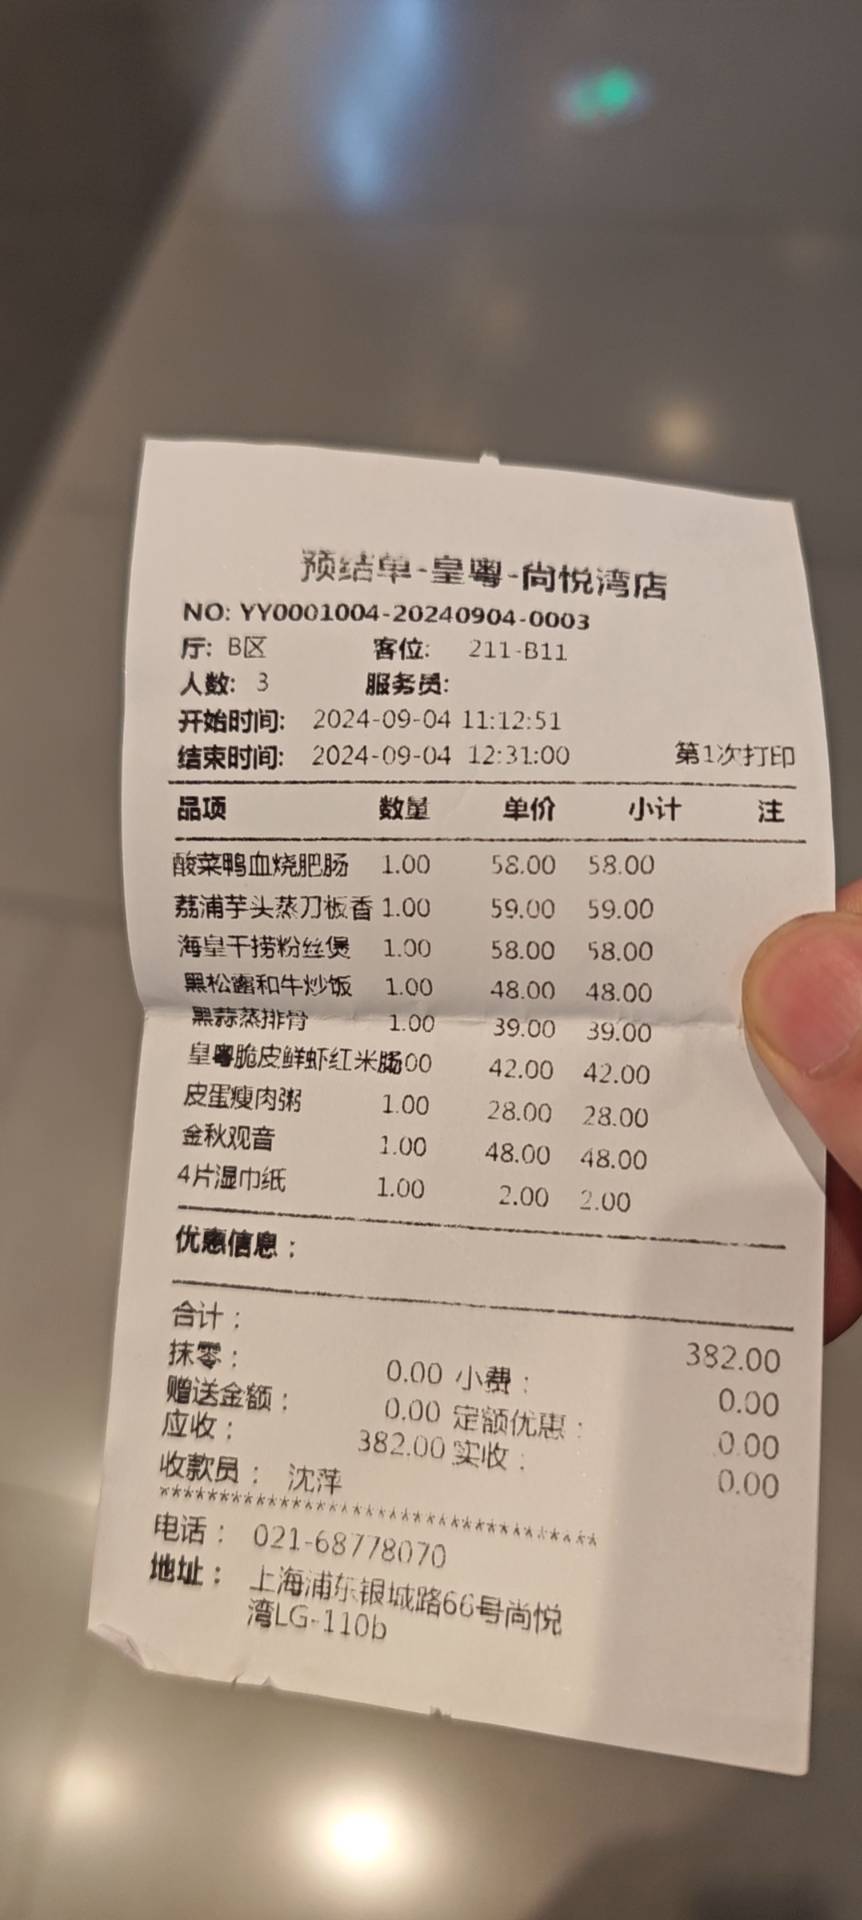 预结单-皇粤-尚悦湾店
NO: YY0001004-20240904-0003
厅: B区 客位: 211-B11
人数: 3 服务员:
开始时间: 2024-09-04 11:12:51
结束时间: 2024-09-04 12:31:00 第1次打印
品项 数量 单价 小计 注
酸菜鸭血烧肥肠 1.00 58.00 58.00
荔浦芋头蒸刀板香 1.00 59.00 59.00
海皇干捞粉丝煲 1.00 58.00 58.00
黑松露和牛炒饭 1.00 48.00 48.00
黑蒜蒸排骨 1.00 39.00 39.00
皇粤脆皮鲜虾红米肠 .00 42.00 42.00
皮蛋瘦肉粥 1.00 28.00 28.00
金秋观音 1.00 48.00 48.00
4片湿巾纸 1.00 2.00 2.00
优惠信息：
合计： 382.00
抹零： 0.00 小费： 0.00
赠送金额： 0.00 定额优惠： 0.00
应收： 382.00 实收： 0.00
收款员： 沈萍
*************************************
电话： 021-68778070
地址： 上海浦东银城路66号尚悦
湾LG-110b